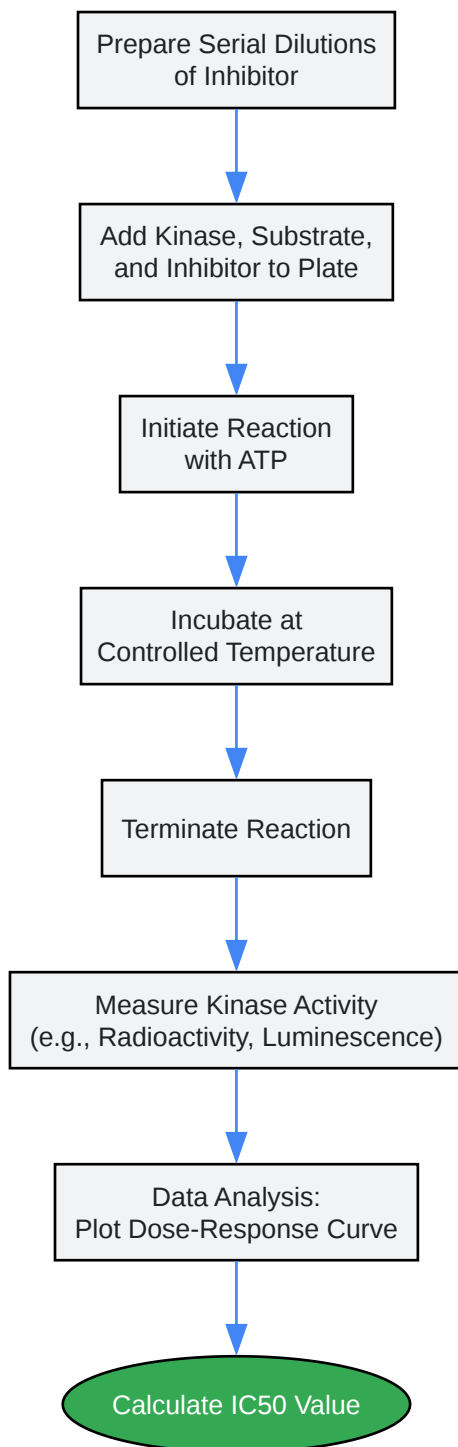 Prepare Serial Dilutions
of Inhibitor
Add Kinase, Substrate,
and Inhibitor to Plate
Initiate Reaction
with ATP
Incubate at
Controlled Temperature
Terminate Reaction
Measure Kinase Activity
(e.g., Radioactivity, Luminescence)
Data Analysis:
Plot Dose-Response Curve
Calculate IC50 Value